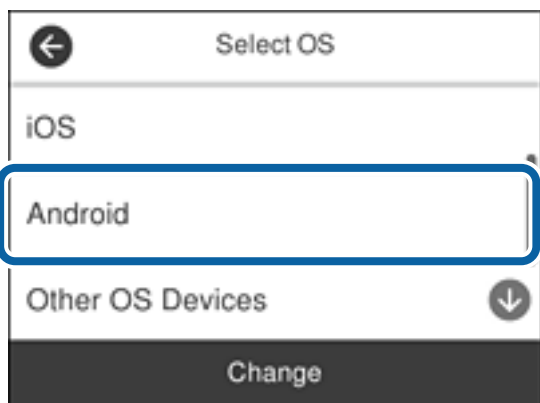 Select OS
iOS
Android
Other OS Devices
Change